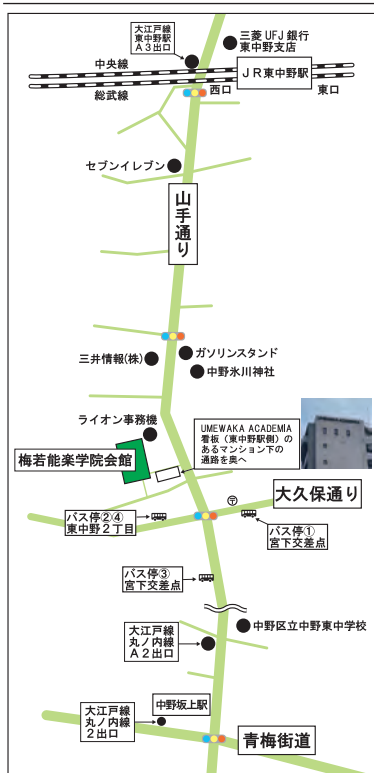 大江戸線
東中野駅
A3出口
三菱UFJ銀行
東中野支店
中央線
総武線
JR東中野駅
西口
東口
セブンイレブン
山手通り
三井情報(株)
ガソリンスタンド
中野氷川神社
ライオン事務機
UMEWAKA ACADEMIA
看板（東中野駅側）の
あるマンション下の
通路を奥へ
梅若能楽学院会館
大久保通り
〒
バス停②④
東中野2丁目
バス停①
宮下交差点
バス停③
宮下交差点
中野区立中野東中学校
大江戸線
丸ノ内線
A2出口
中野坂上駅
大江戸線
丸ノ内線
2出口
青梅街道